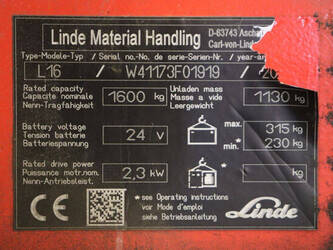 Linde Material Handling D-63743 Aschaf
Carl-von-Lind
Type-Modele-Typ / Serial no.-No. de serie-Serien-Nr. / year-an
L16 / W41173F01919 / 20
Rated capacity
Capacite nominale
Nenn-Tragfähigkeit
1600 kg
Unladen mass
Masse a vide
Leergewicht
1130 kg
Battery voltage
Tension batterie
Batteriespannung
24 V
max. 315 kg
* min. 230 kg
Rated drive power
Puissance motr.nom.
Nenn-Antriebsleist.
2,3 kW
* kg
* see Operating instructions
voir Mode d'emploi
siehe Betriebsanleitung
CE
Linde